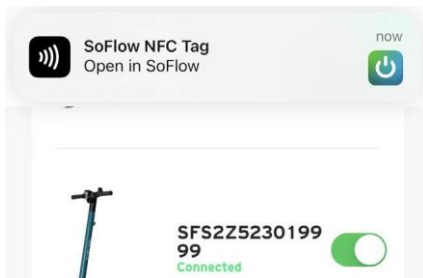 SoFlow NFC Tag
now
Open in SoFlow
SFS2Z5230199
99
Connected